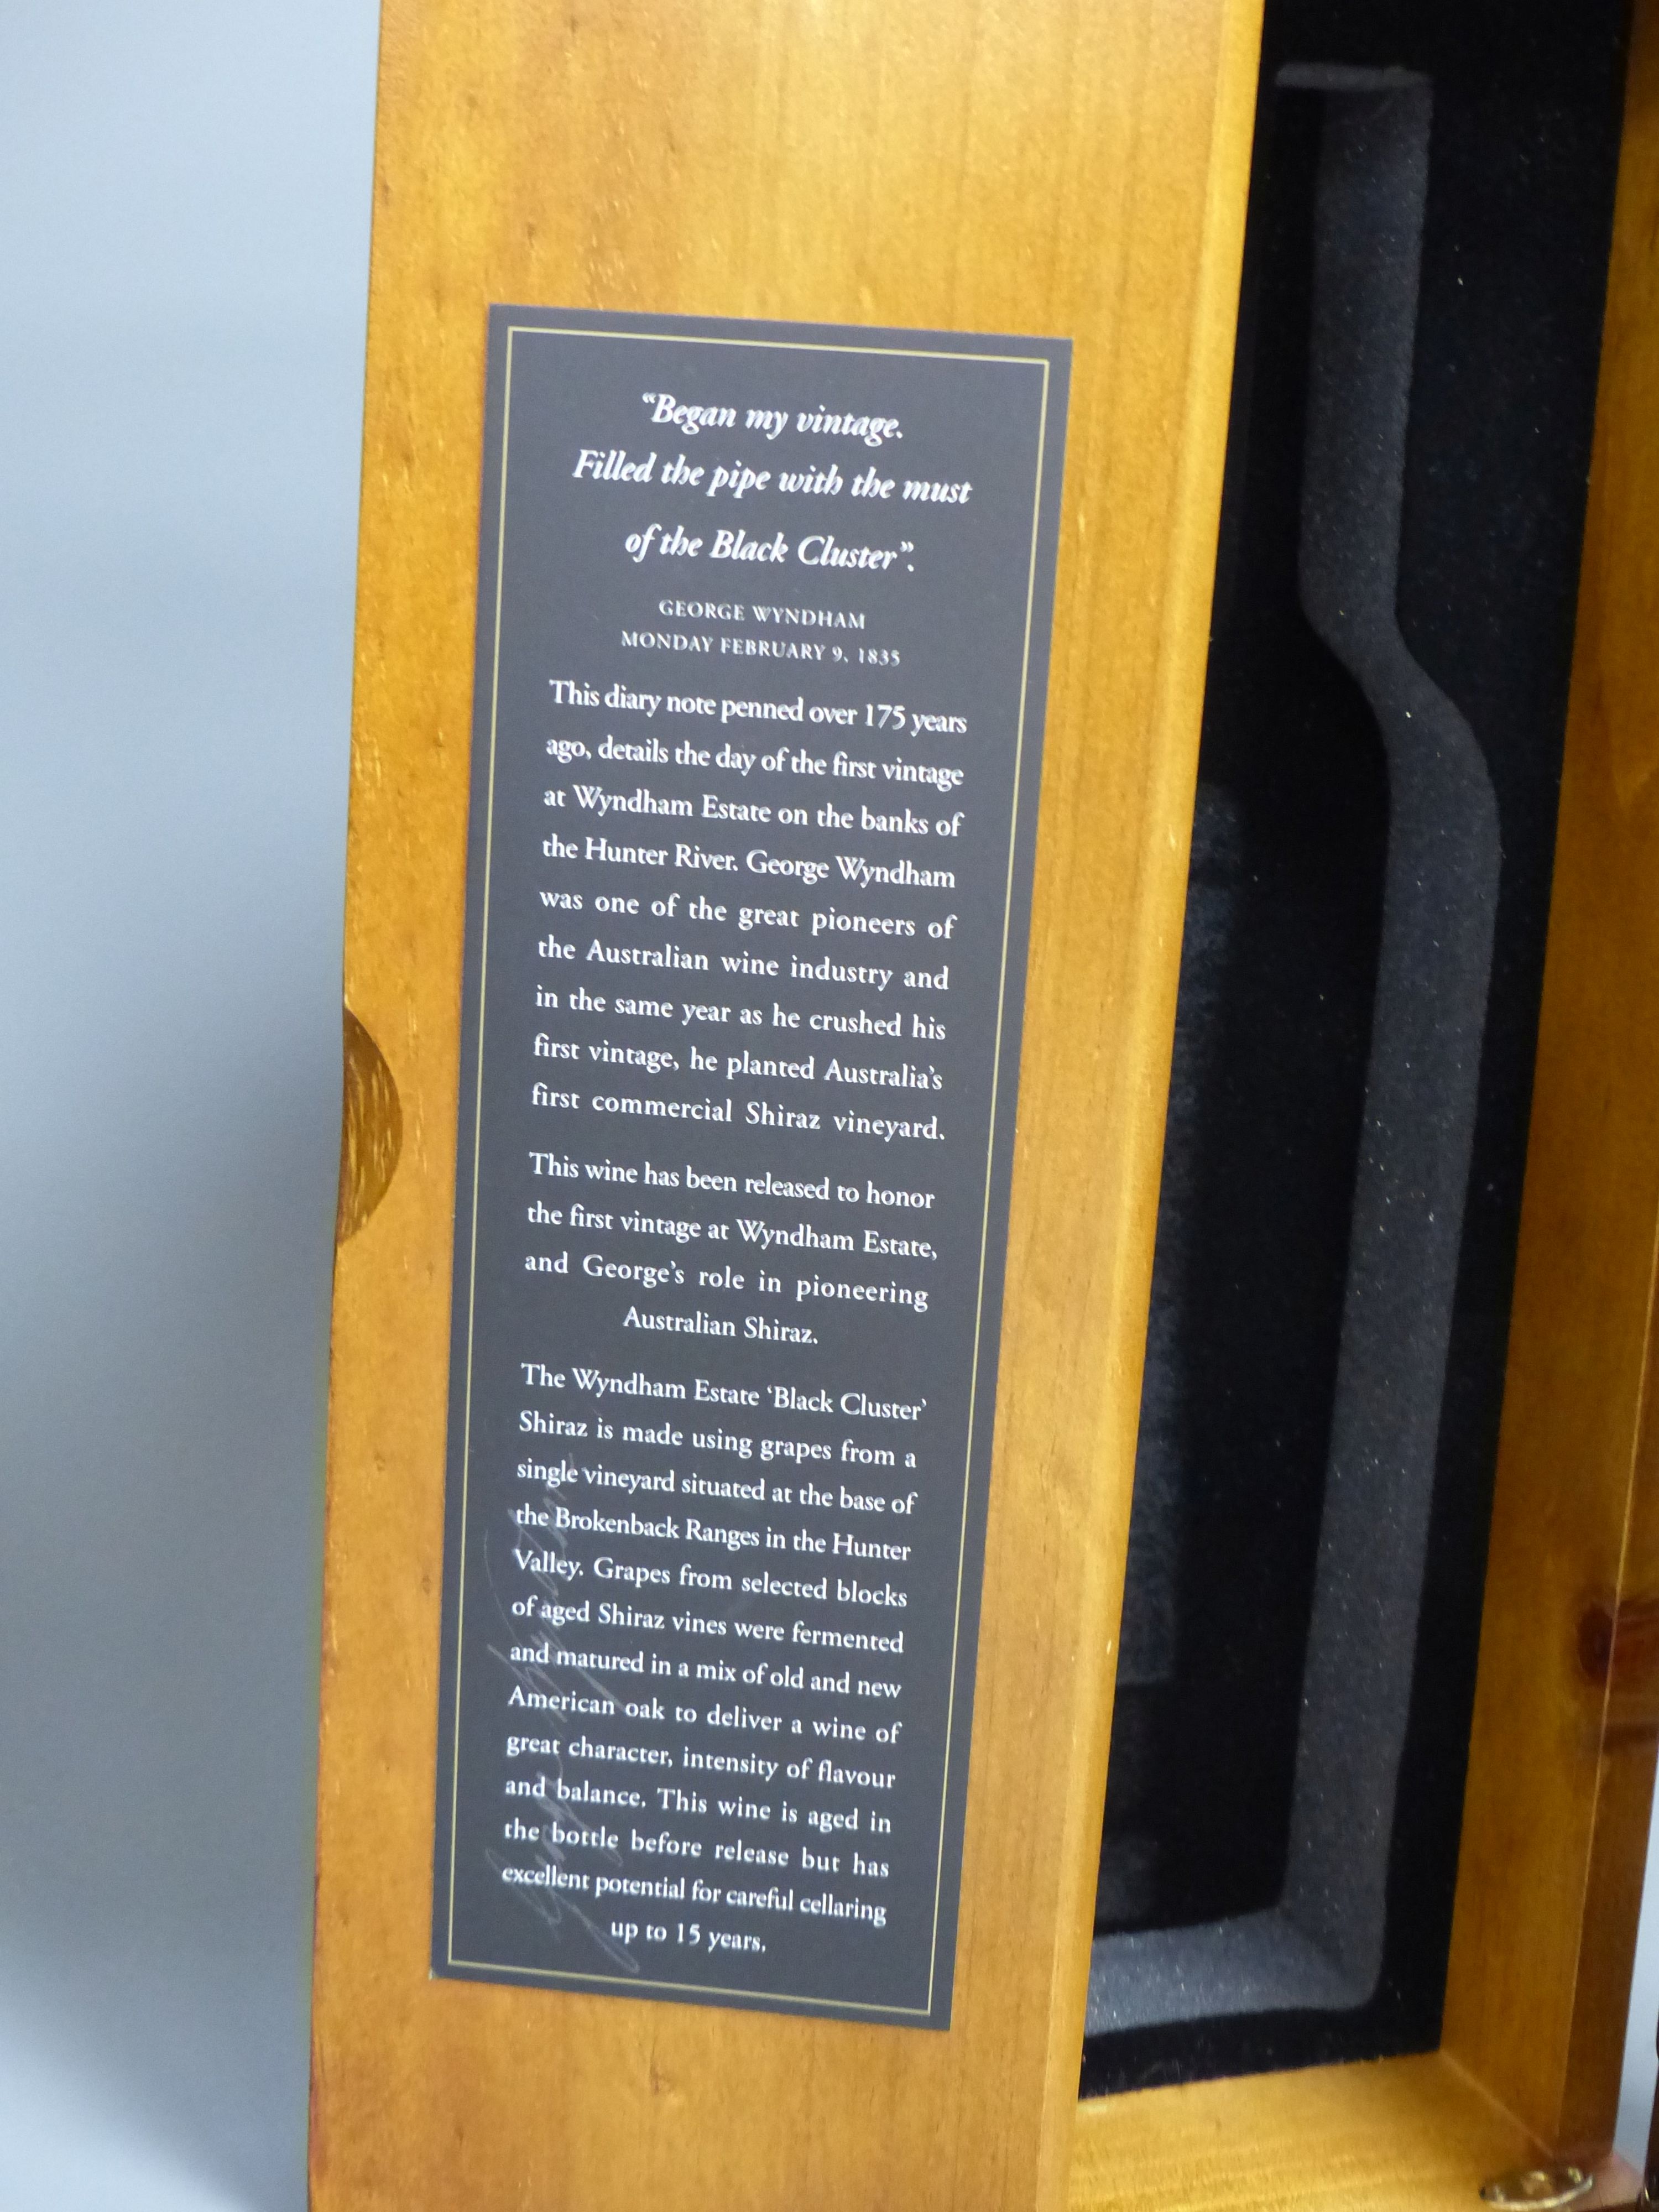 “Began my vintage.
Filled the pipe with the must
of the Black Cluster”.
GEORGE WYNDHAM
MONDAY FEBRUARY 9, 1835
This diary note penned over 175 years
ago, details the day of the first vintage
at Wyndham Estate on the banks of
the Hunter River. George Wyndham
was one of the great pioneers of
the Australian wine industry and
in the same year as he crushed his
first vintage, he planted Australia’s
first commercial Shiraz vineyard.
This wine has been released to honor
the first vintage at Wyndham Estate,
and George’s role in pioneering
Australian Shiraz.
The Wyndham Estate ‘Black Cluster’
Shiraz is made using grapes from a
single vineyard situated at the base of
the Brokenback Ranges in the Hunter
Valley. Grapes from selected blocks
of aged Shiraz vines were fermented
and matured in a mix of old and new
American oak to deliver a wine of
great character, intensity of flavour
and balance. This wine is aged in
the bottle before release but has
excellent potential for careful cellaring
up to 15 years.